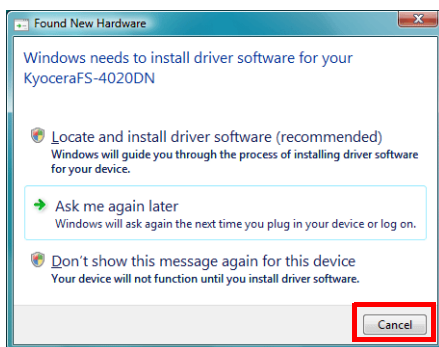 Found New Hardware
Windows needs to install driver software for your
KyoceraFS-4020DN
Locate and install driver software (recommended)
Windows will guide you through the process of installing driver software
for your device.
Ask me again later
Windows will ask again the next time you plug in your device or log on.
Don't show this message again for this device
Your device will not function until you install driver software.
Cancel